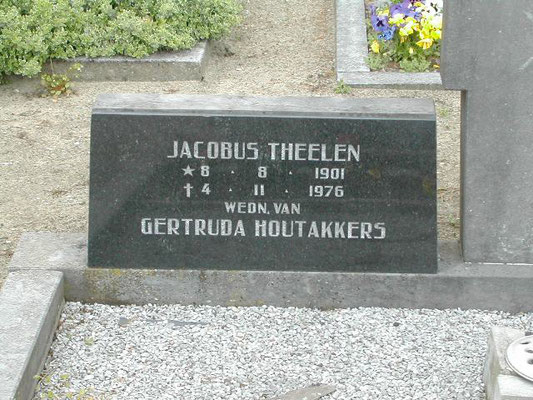 JACOBUS THEELEN
★ 8 · 8 · 1901
† 4 · 11 · 1976
WEDN. VAN
GERTRUDA HOUTAKKERS